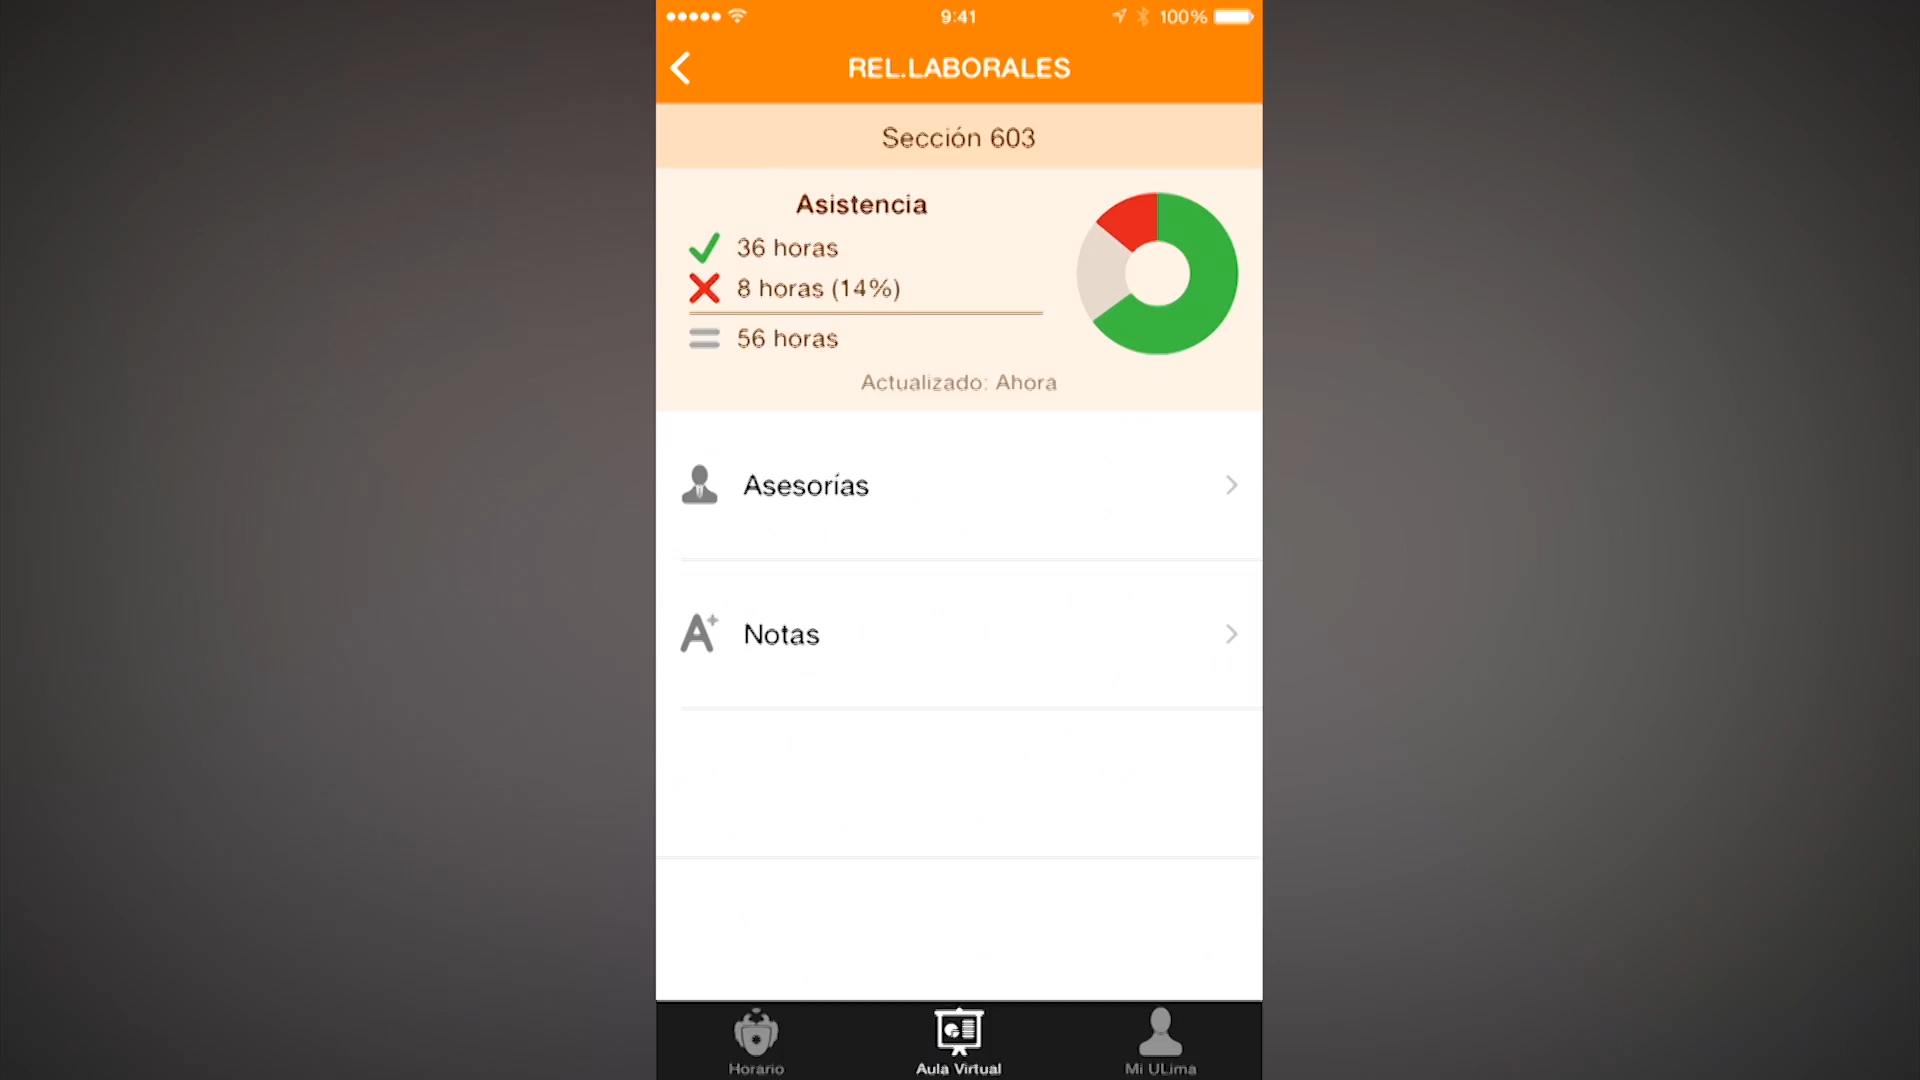 9:41
100%
REL.LABORALES
Sección 603
Asistencia
36 horas
8 horas (14%)
56 horas
Actualizado: Ahora
Asesorías
A+ Notas
Horario
Aula Virtual
Mi ULima